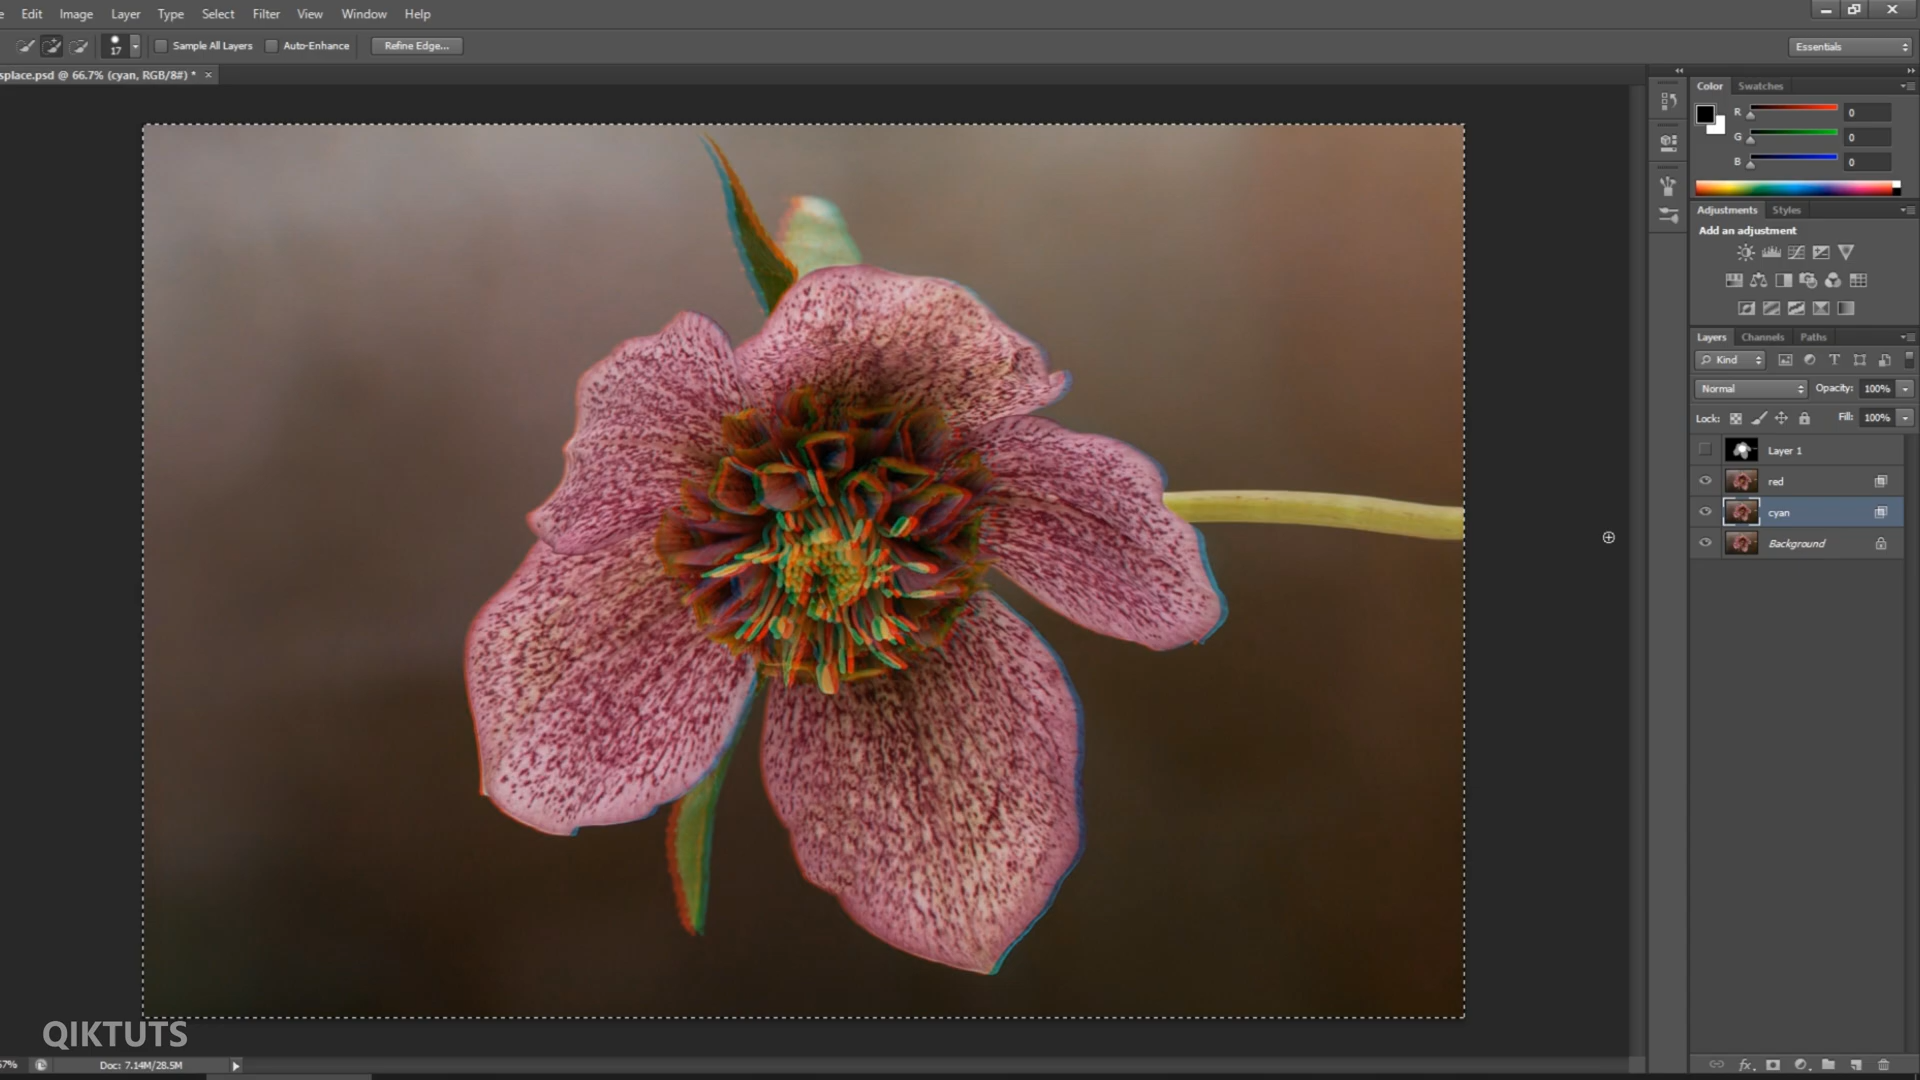 Edit Image Layer Type Select Filter View Window Help
17 Sample All Layers Auto-Enhance Refine Edge... Essentials
splace.psd @ 66.7% (cyan, RGB/8#) * ×
Color Swatches
R 0
G 0
B 0
Adjustments Styles
Add an adjustment
Layers Channels Paths
Kind
Normal Opacity: 100%
Lock: Fill: 100%
Layer 1
red
cyan
Background
QIKTUTS
Doc: 7.14M/28.5M
fx